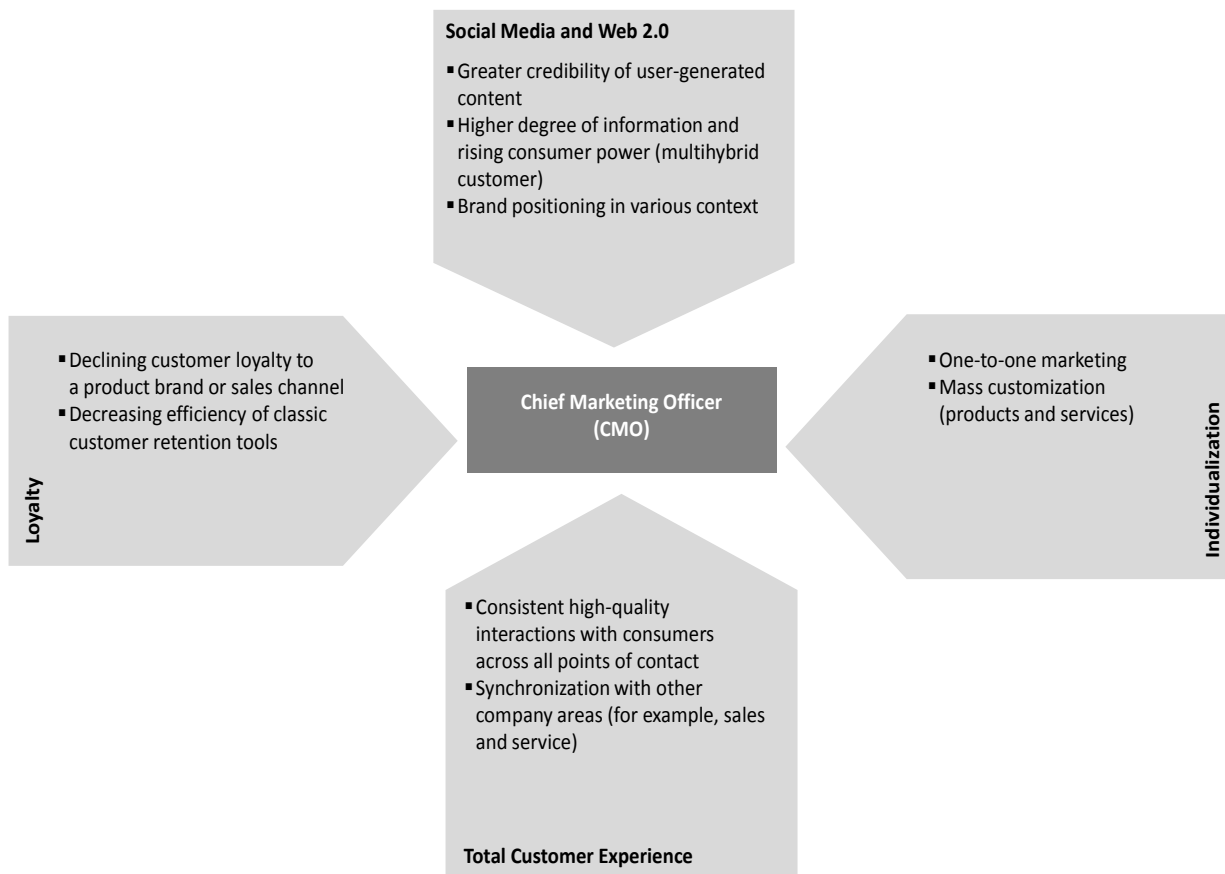 Social Media and Web 2.0
▪ Greater credibility of user-generated
content
▪ Higher degree of information and
rising consumer power (multihybrid
customer)
▪ Brand positioning in various context
▪ Declining customer loyalty to
a product brand or sales channel
▪ Decreasing efficiency of classic
customer retention tools
Loyalty
Chief Marketing Officer
(CMO)
▪ One-to-one marketing
▪ Mass customization
(products and services)
Individualization
▪ Consistent high-quality
interactions with consumers
across all points of contact
▪ Synchronization with other
company areas (for example, sales
and service)
Total Customer Experience